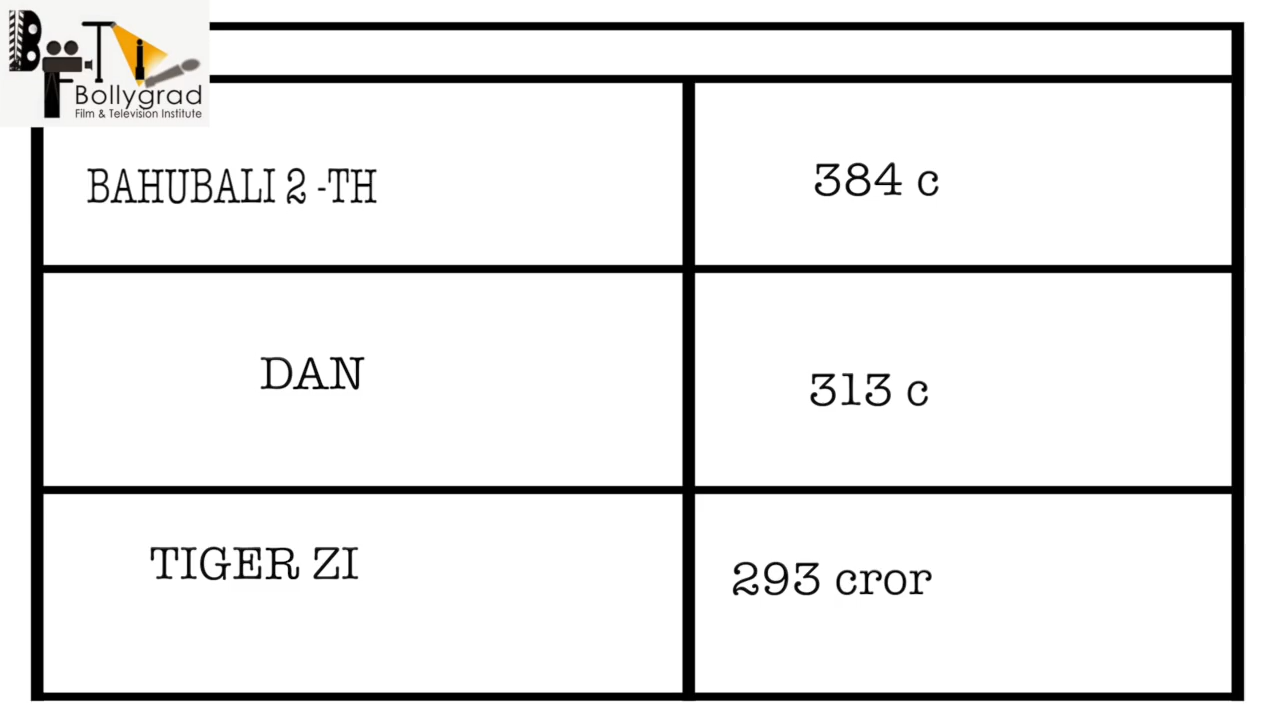 Bollygrad
Film & Television Institute
BAHUBALI 2 -TH
384 c
DAN
313 c
TIGER ZI
293 cror